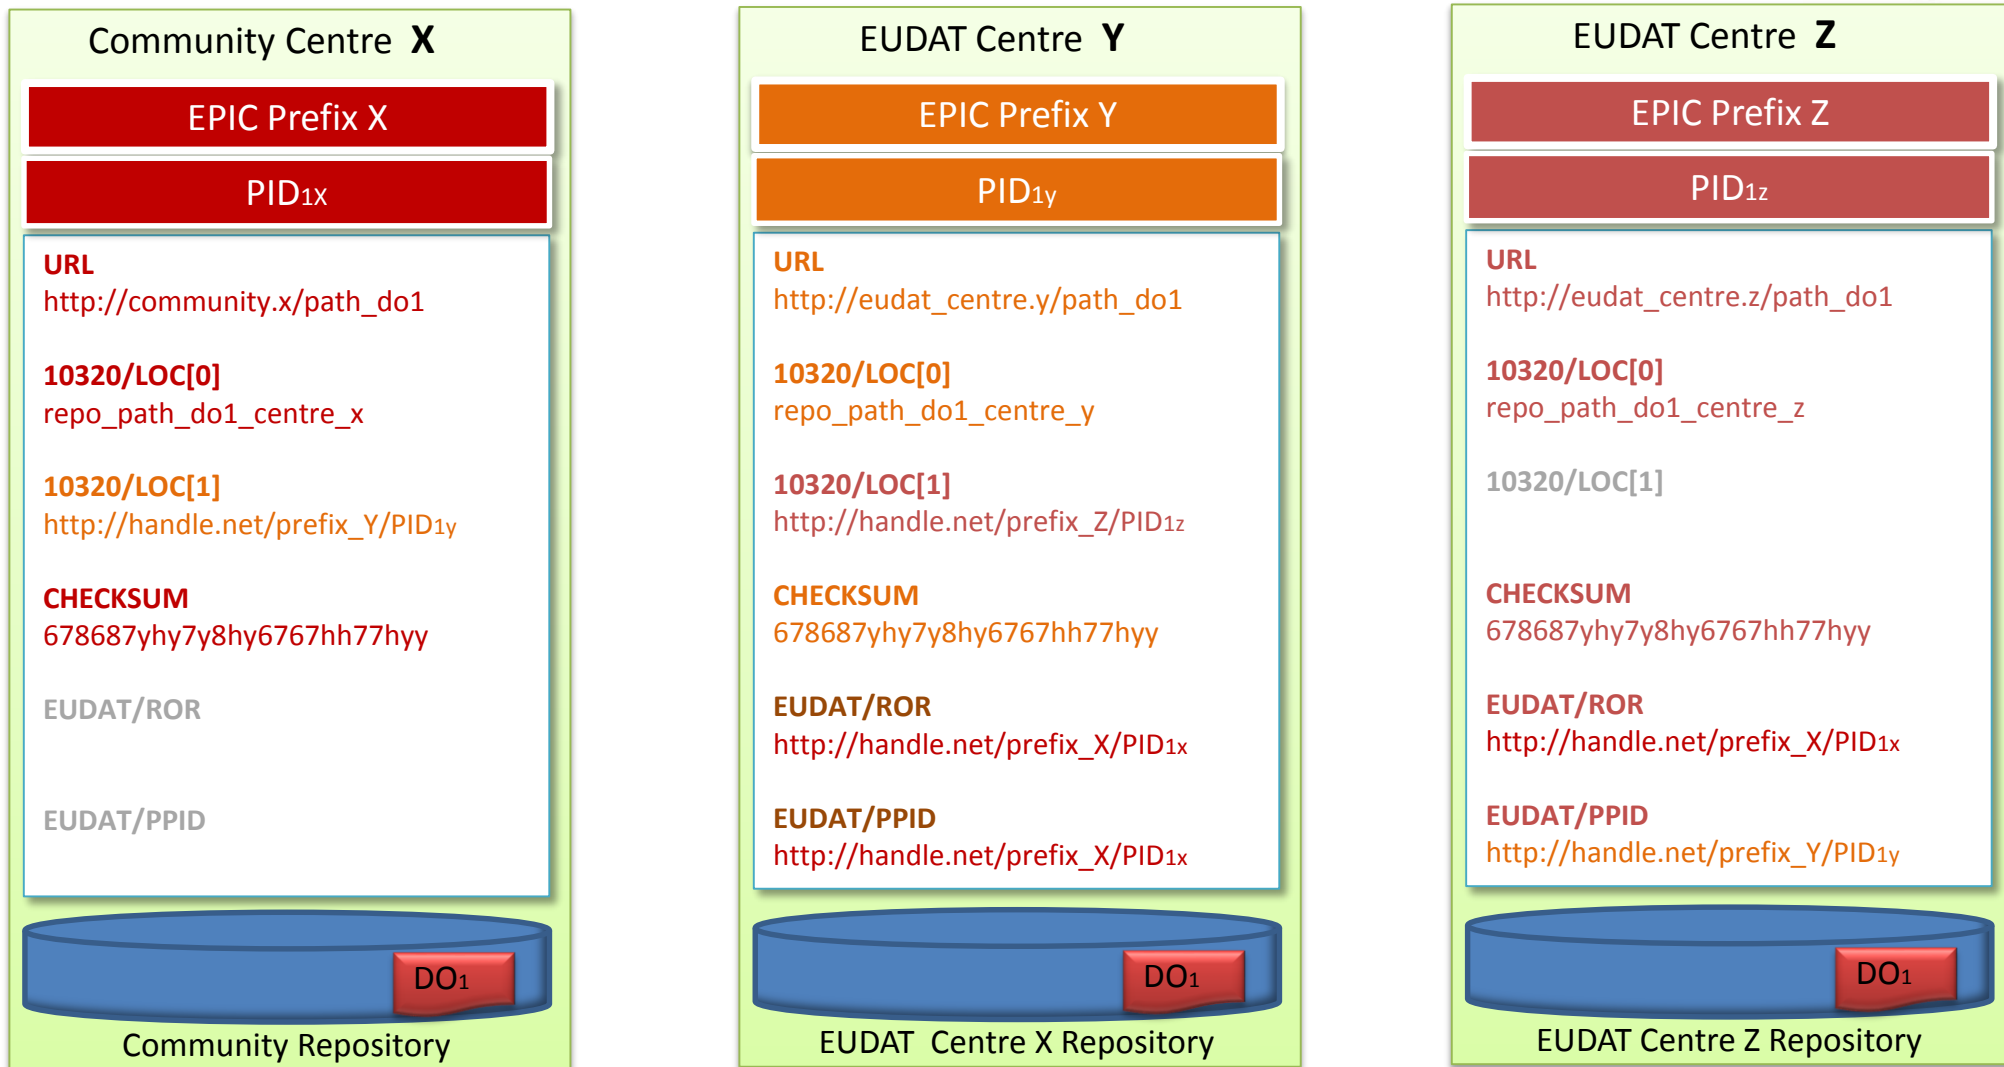 Community Centre X
EPIC Prefix X
PID1X
URL
http://community.x/path_do1
10320/LOC[0]
repo_path_do1_centre_x
10320/LOC[1]
http://handle.net/prefix_Y/PID1y
CHECKSUM
678687yhy7y8hy6767hh77hyy
EUDAT/ROR
EUDAT/PPID
DO1
Community Repository
EUDAT Centre Y
EPIC Prefix Y
PID1y
URL
http://eudat_centre.y/path_do1
10320/LOC[0]
repo_path_do1_centre_y
10320/LOC[1]
http://handle.net/prefix_Z/PID1z
CHECKSUM
678687yhy7y8hy6767hh77hyy
EUDAT/ROR
http://handle.net/prefix_X/PID1x
EUDAT/PPID
http://handle.net/prefix_X/PID1x
DO1
EUDAT Centre X Repository
EUDAT Centre Z
EPIC Prefix Z
PID1z
URL
http://eudat_centre.z/path_do1
10320/LOC[0]
repo_path_do1_centre_z
10320/LOC[1]
CHECKSUM
678687yhy7y8hy6767hh77hyy
EUDAT/ROR
http://handle.net/prefix_X/PID1x
EUDAT/PPID
http://handle.net/prefix_Y/PID1y
DO1
EUDAT Centre Z Repository